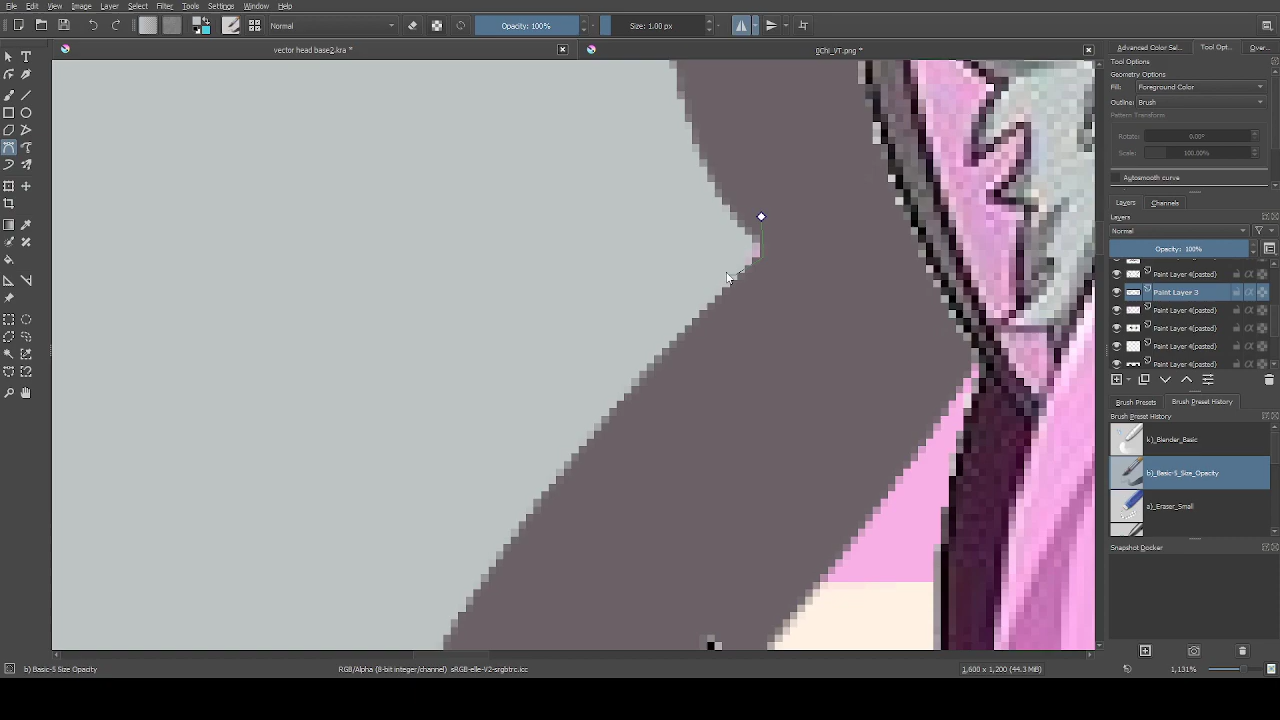 File Edit View Image Layer Select Filter Tools Settings Window Help
Normal Opacity: 100% Size: 1.00 px
vector head base2.kra * 0Chi_VT.png *
Advanced Color Sel... Tool Opt... Over...
Tool Options
Geometry Options
Fill: Foreground Color
Outline: Brush
Pattern Transform
Rotate: 0.00°
Scale: 100.00%
Autosmooth curve
Layers Channels
Layers
Normal
Opacity: 100%
Paint Layer 4(pasted)
Paint Layer 3
Paint Layer 4(pasted)
Paint Layer 4(pasted)
Paint Layer 4(pasted)
Paint Layer 4(pasted)
Brush Presets Brush Preset History
Brush Preset History
k)_Blender_Basic
b)_Basic-5_Size_Opacity
a)_Eraser_Small
Snapshot Docker
b) Basic-5 Size Opacity RGB/Alpha (8-bit integer/channel) sRGB-elle-V2-srgbtrc.icc 1,600 x 1,200 (44.3 MiB) 1,131%